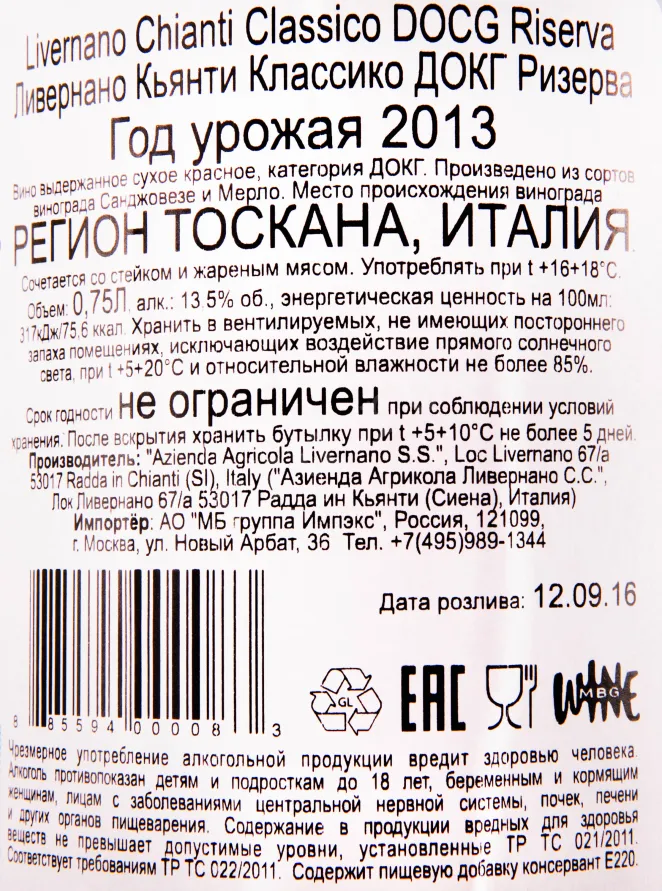 Livernano Chianti Classico DOCG Riserva
Ливернано Кьянти Классико ДОКГ Ризерва
Год урожая 2013
Вино выдержанное сухое красное, категория ДОКГ. Произведено из сортов
винограда Санджовезе и Мерло. Место происхождения винограда
РЕГИОН ТОСКАНА, ИТАЛИЯ.
Сочетается со стейком и жареным мясом. Употреблять при t +16+18°С.
Объем: 0,75Л, алк.: 13,5% об., энергетическая ценность на 100мл:
317кДж/75,6 ккал. Хранить в вентилируемых, не имеющих постороннего
запаха помещениях, исключающих воздействие прямого солнечного
света, при t +5+20°С и относительной влажности не более 85%.
Срок годности не ограничен при соблюдении условий
хранения. После вскрытия хранить бутылку при t +5+10°С не более 5 дней.
Производитель: "Azienda Agricola Livernano S.S.", Loc Livernano 67/a
53017 Radda in Chianti (SI), Italy ("Азиенда Агрикола Ливернано С.С.",
Лок Ливернано 67/а 53017 Радда ин Кьянти (Сиена), Италия)
Импортёр: АО "МБ группа Импэкс", Россия, 121099,
г. Москва, ул. Новый Арбат, 36 Тел. +7(495)989-1344
Дата розлива: 12.09.16
GL
EAC
WINE
MBG
8 85594 00008 3
Чрезмерное употребление алкогольной продукции вредит здоровью человека.
Алкоголь противопоказан детям и подросткам до 18 лет, беременным и кормящим
женщинам, лицам с заболеваниями центральной нервной системы, почек, печени
и других органов пищеварения. Содержание в продукции вредных для здоровья
веществ не превышает допустимые уровни, установленные ТР ТС 021/2011.
Соответствует требованиям ТР ТС 022/2011. Содержит пищевую добавку консервант Е220.